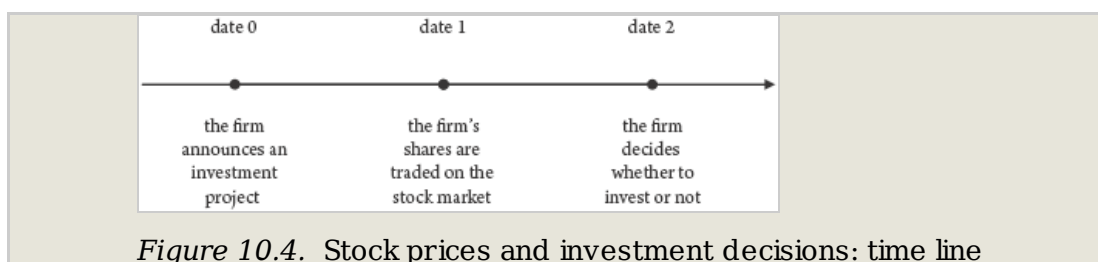 date 0 date 1 date 2
the firm announces an investment project
the firm's shares are traded on the stock market
the firm decides whether to invest or not
Figure 10.4. Stock prices and investment decisions: time line